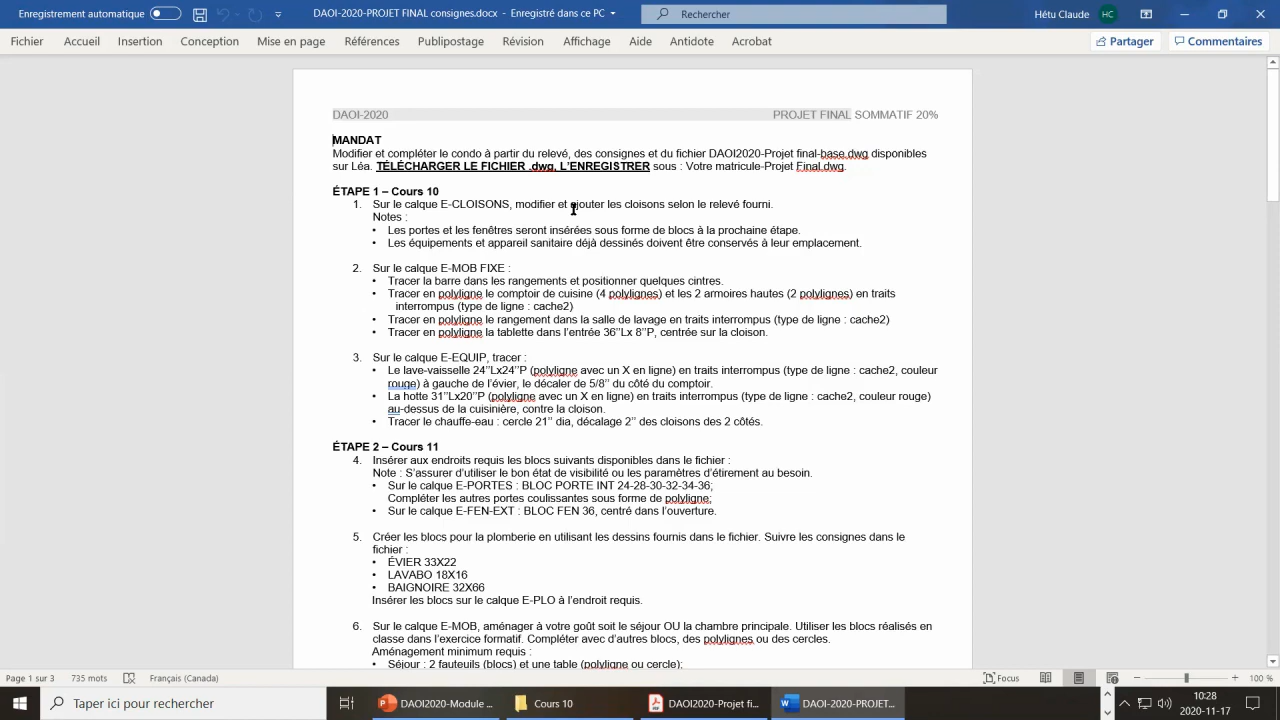 Enregistrement automatique
DAOI-2020-PROJET FINAL consignes.docx - Enregistré dans ce PC
Rechercher
Hétu Claude
HC
Fichier Accueil Insertion Conception Mise en page Références Publipostage Révision Affichage Aide Antidote Acrobat Partager Commentaires
DAOI-2020 PROJET FINAL SOMMATIF 20%
MANDAT
Modifier et compléter le condo à partir du relevé, des consignes et du fichier DAOI2020-Projet final-base.dwg disponibles
sur Léa. TÉLÉCHARGER LE FICHIER .dwg, L'ENREGISTRER sous : Votre matricule-Projet Final.dwg.
ÉTAPE 1 – Cours 10
1. Sur le calque E-CLOISONS, modifier et ajouter les cloisons selon le relevé fourni.
Notes :
• Les portes et les fenêtres seront insérées sous forme de blocs à la prochaine étape.
• Les équipements et appareil sanitaire déjà dessinés doivent être conservés à leur emplacement.
2. Sur le calque E-MOB FIXE :
• Tracer la barre dans les rangements et positionner quelques cintres.
• Tracer en polyligne le comptoir de cuisine (4 polylignes) et les 2 armoires hautes (2 polylignes) en traits
interrompus (type de ligne : cache2)
• Tracer en polyligne le rangement dans la salle de lavage en traits interrompus (type de ligne : cache2)
• Tracer en polyligne la tablette dans l'entrée 36''Lx 8''P, centrée sur la cloison.
3. Sur le calque E-EQUIP, tracer :
• Le lave-vaisselle 24''Lx24''P (polyligne avec un X en ligne) en traits interrompus (type de ligne : cache2, couleur
rouge) à gauche de l'évier, le décaler de 5/8'' du côté du comptoir.
• La hotte 31''Lx20''P (polyligne avec un X en ligne) en traits interrompus (type de ligne : cache2, couleur rouge)
au-dessus de la cuisinière, contre la cloison.
• Tracer le chauffe-eau : cercle 21'' dia, décalage 2'' des cloisons des 2 côtés.
ÉTAPE 2 – Cours 11
4. Insérer aux endroits requis les blocs suivants disponibles dans le fichier :
Note : S'assurer d'utiliser le bon état de visibilité ou les paramètres d'étirement au besoin.
• Sur le calque E-PORTES : BLOC PORTE INT 24-28-30-32-34-36;
Compléter les autres portes coulissantes sous forme de polyligne;
• Sur le calque E-FEN-EXT : BLOC FEN 36, centré dans l'ouverture.
5. Créer les blocs pour la plomberie en utilisant les dessins fournis dans le fichier. Suivre les consignes dans le
fichier :
• ÉVIER 33X22
• LAVABO 18X16
• BAIGNOIRE 32X66
Insérer les blocs sur le calque E-PLO à l'endroit requis.
6. Sur le calque E-MOB, aménager à votre goût soit le séjour OU la chambre principale. Utiliser les blocs réalisés en
classe dans l'exercice formatif. Compléter avec d'autres blocs, des polylignes ou des cercles.
Aménagement minimum requis :
• Séjour : 2 fauteuils (blocs) et une table (polyligne ou cercle);
Page 1 sur 3 735 mots Français (Canada) Focus 100 %
Taper ici pour rechercher
DAOI2020-Module ...
Cours 10
DAOI2020-Projet fi...
DAOI-2020-PROJET...
10:28
2020-11-17